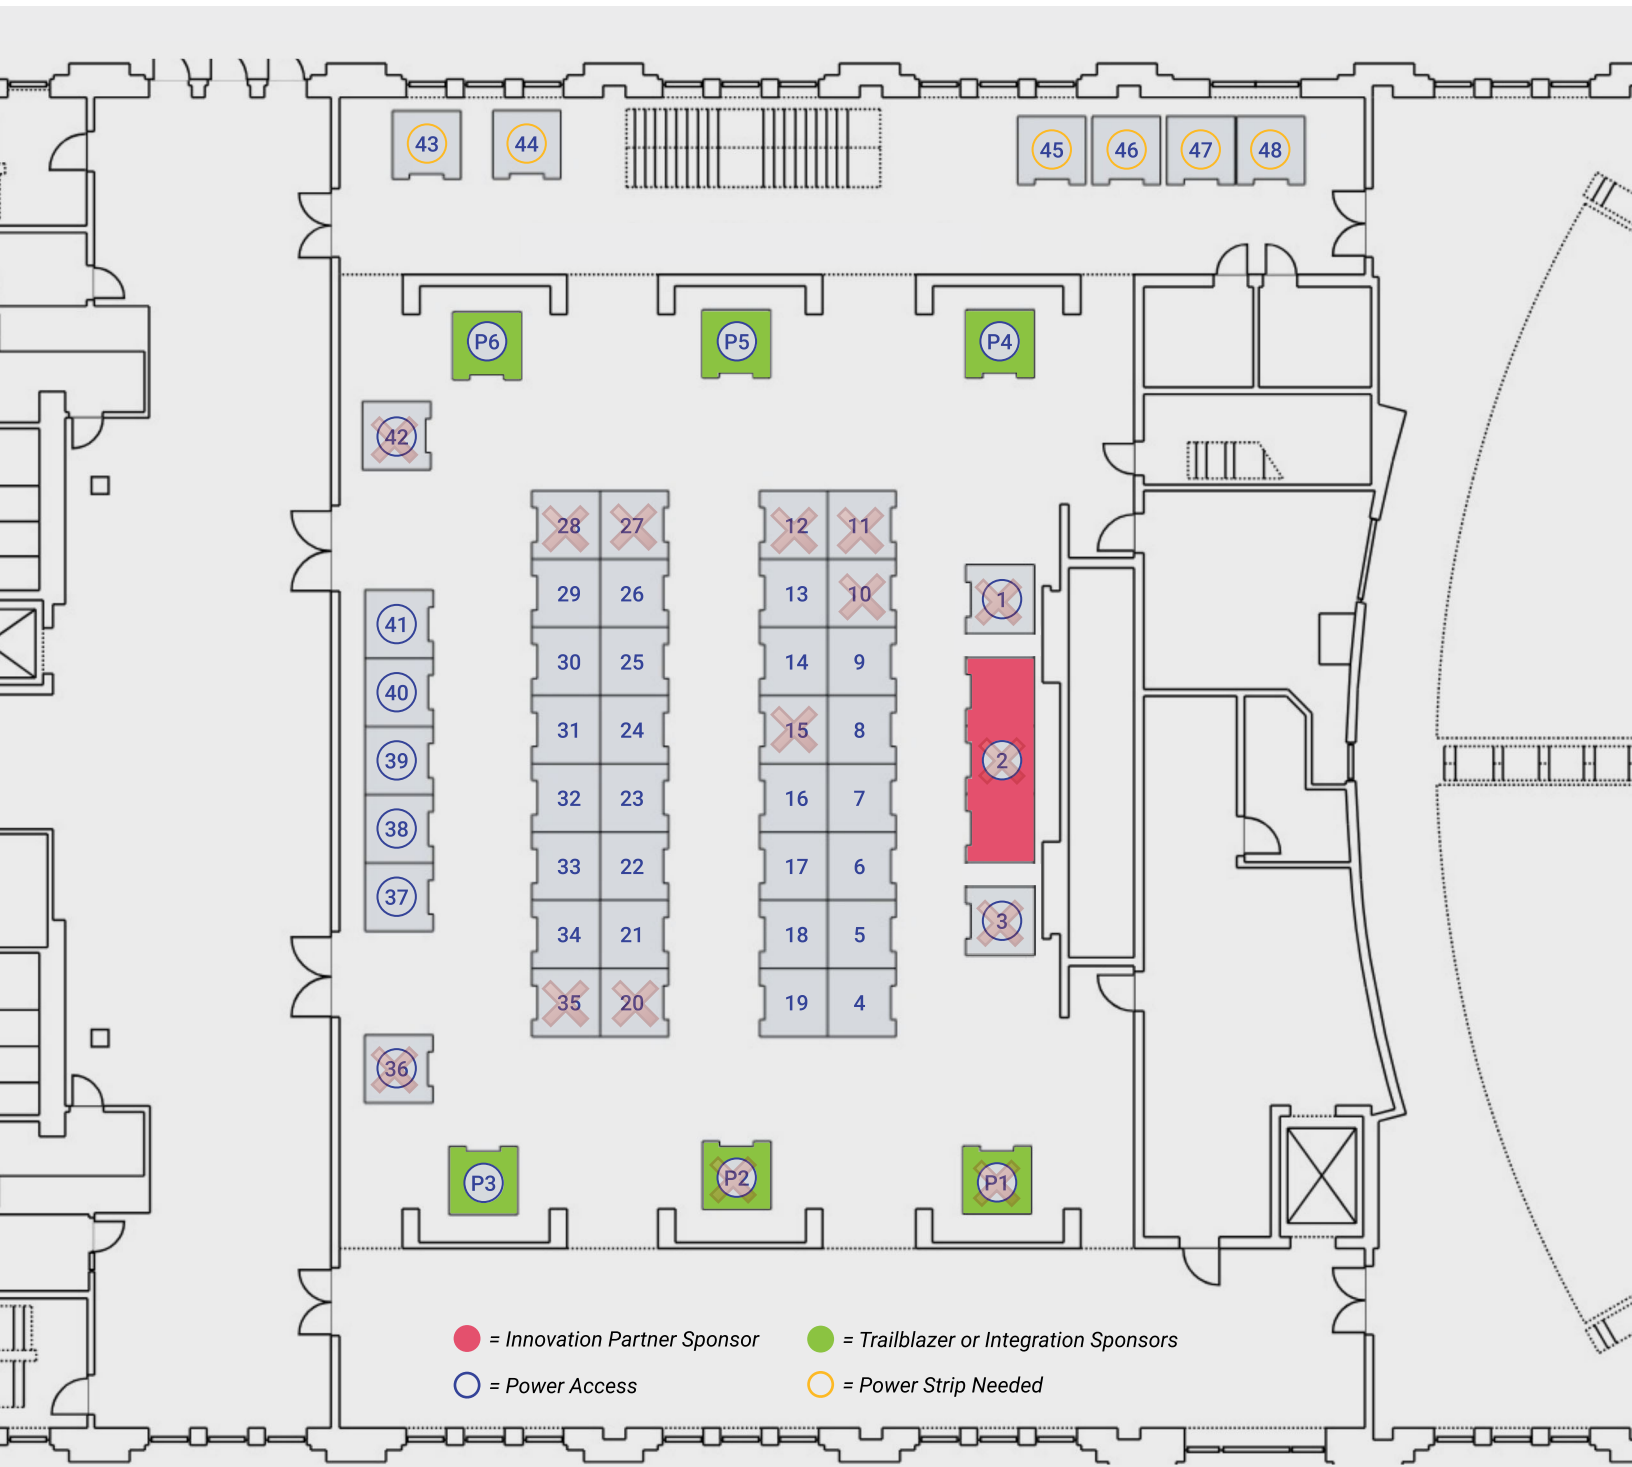 43 44 45 46 47 48
P6 P5 P4
42
28 27 12 11
29 26 13 10 1
41
30 25 14 9
40
31 24 15 8
39 2
32 23 16 7
38
33 22 17 6
37
3
34 21 18 5
35 20 19 4
36
P3 P2 P1
= Innovation Partner Sponsor = Trailblazer or Integration Sponsors
= Power Access = Power Strip Needed